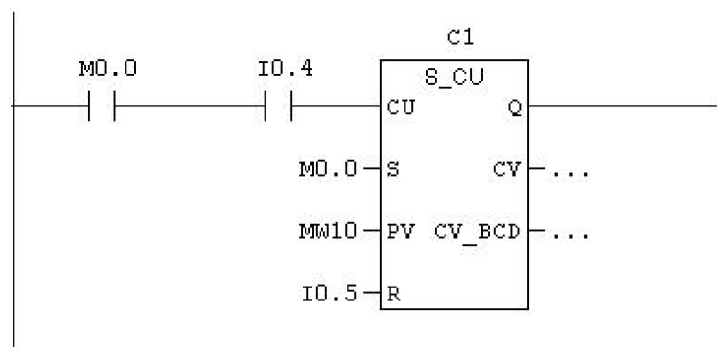 C1
M0.0 I0.4 S_CU
CU Q
M0.0 S CV ...
MW10 PV CV_BCD ...
I0.5 R